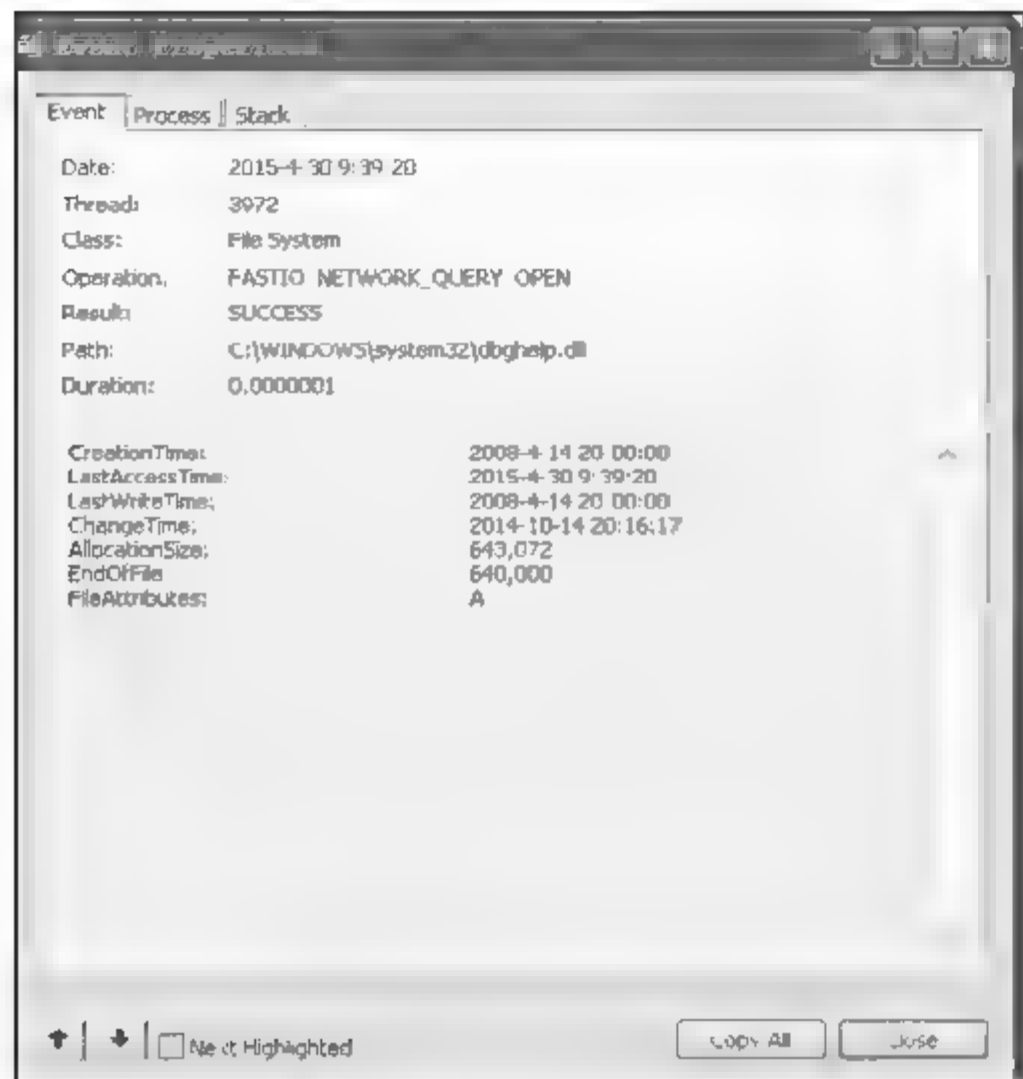 Event Process Stack
Date: 2015-4-30 9:39:20
Thread: 3972
Class: File System
Operation: FASTIO_NETWORK_QUERY_OPEN
Result: SUCCESS
Path: C:\WINDOWS\system32\dbghelp.dll
Duration: 0.0000001
CreationTime: 2008-4-14 20:00:00
LastAccessTime: 2015-4-30 9:39:20
LastWriteTime: 2008-4-14 20:00:00
ChangeTime: 2014-10-14 20:16:17
AllocationSize: 643,072
EndOfFile: 640,000
FileAttributes: A
Next Highlighted Copy All Close